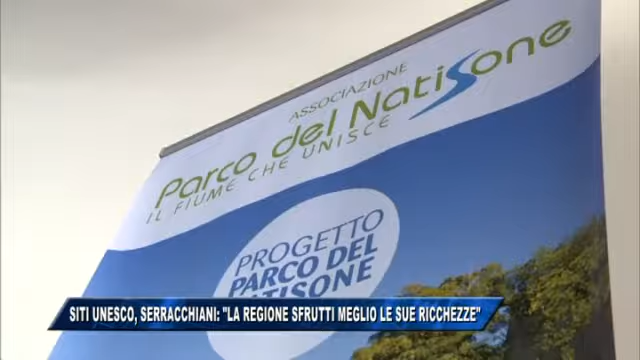 ASSOCIAZIONE
Parco del Natisone
IL FIUME CHE UNISCE
PROGETTO
PARCO DEL
NATISONE
SITI UNESCO, SERRACCHIANI: "LA REGIONE SFRUTTI MEGLIO LE SUE RICCHEZZE"